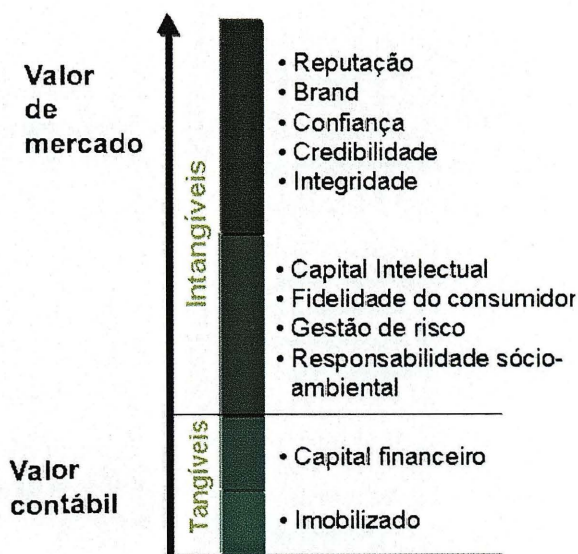 Valor
de
mercado
Intangíveis
• Reputação
• Brand
• Confiança
• Credibilidade
• Integridade
• Capital Intelectual
• Fidelidade do consumidor
• Gestão de risco
• Responsabilidade sócio-
ambiental
Valor
contábil
Tangíveis
• Capital financeiro
• Imobilizado